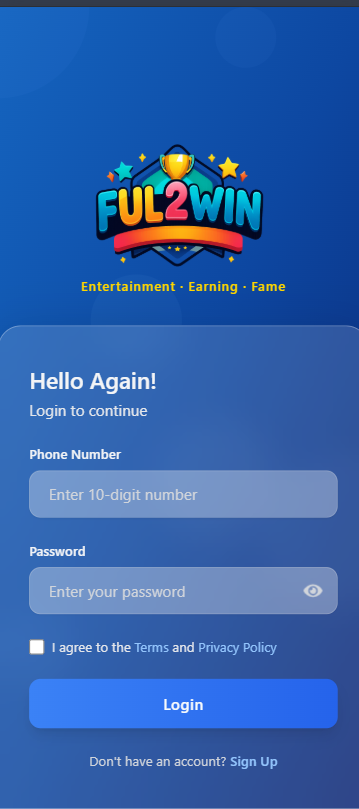 FUL2WIN
Entertainment · Earning · Fame
Hello Again!
Login to continue
Phone Number
Enter 10-digit number
Password
Enter your password
I agree to the Terms and Privacy Policy
Login
Don't have an account? Sign Up